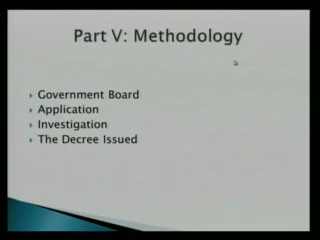 Part V: Methodology
Government Board
Application
Investigation
The Decree Issued